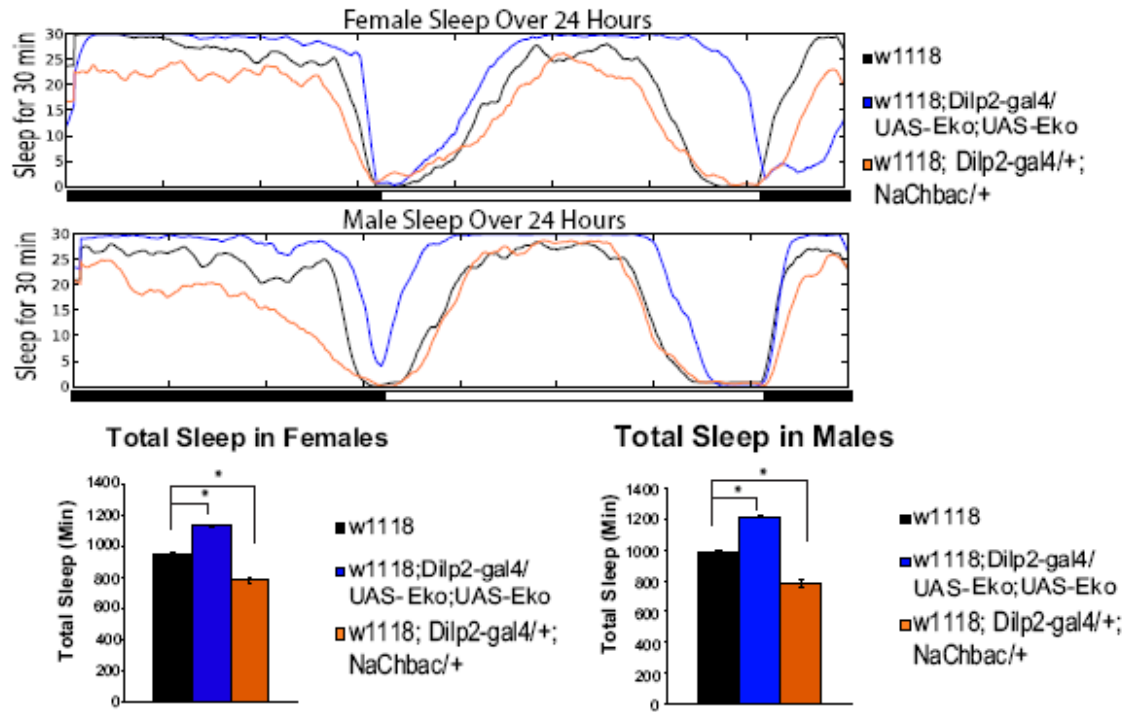 Female Sleep Over 24 Hours
Sleep for 30 min
30
25
20
15
10
5
0
w1118
w1118;Dilp2-gal4/
UAS-Eko;UAS-Eko
w1118; Dilp2-gal4/+;
NaChbac/+
Male Sleep Over 24 Hours
Sleep for 30 min
30
25
20
15
10
5
0
Total Sleep in Females
Total Sleep (Min)
1400
1200
1000
800
600
400
200
0
*
*
w1118
w1118;Dilp2-gal4/
UAS-Eko;UAS-Eko
w1118; Dilp2-gal4/+;
NaChbac/+
Total Sleep in Males
Total Sleep (Min)
1400
1200
1000
800
600
400
200
0
*
*
w1118
w1118;Dilp2-gal4/
UAS-Eko;UAS-Eko
w1118; Dilp2-gal4/+;
NaChbac/+